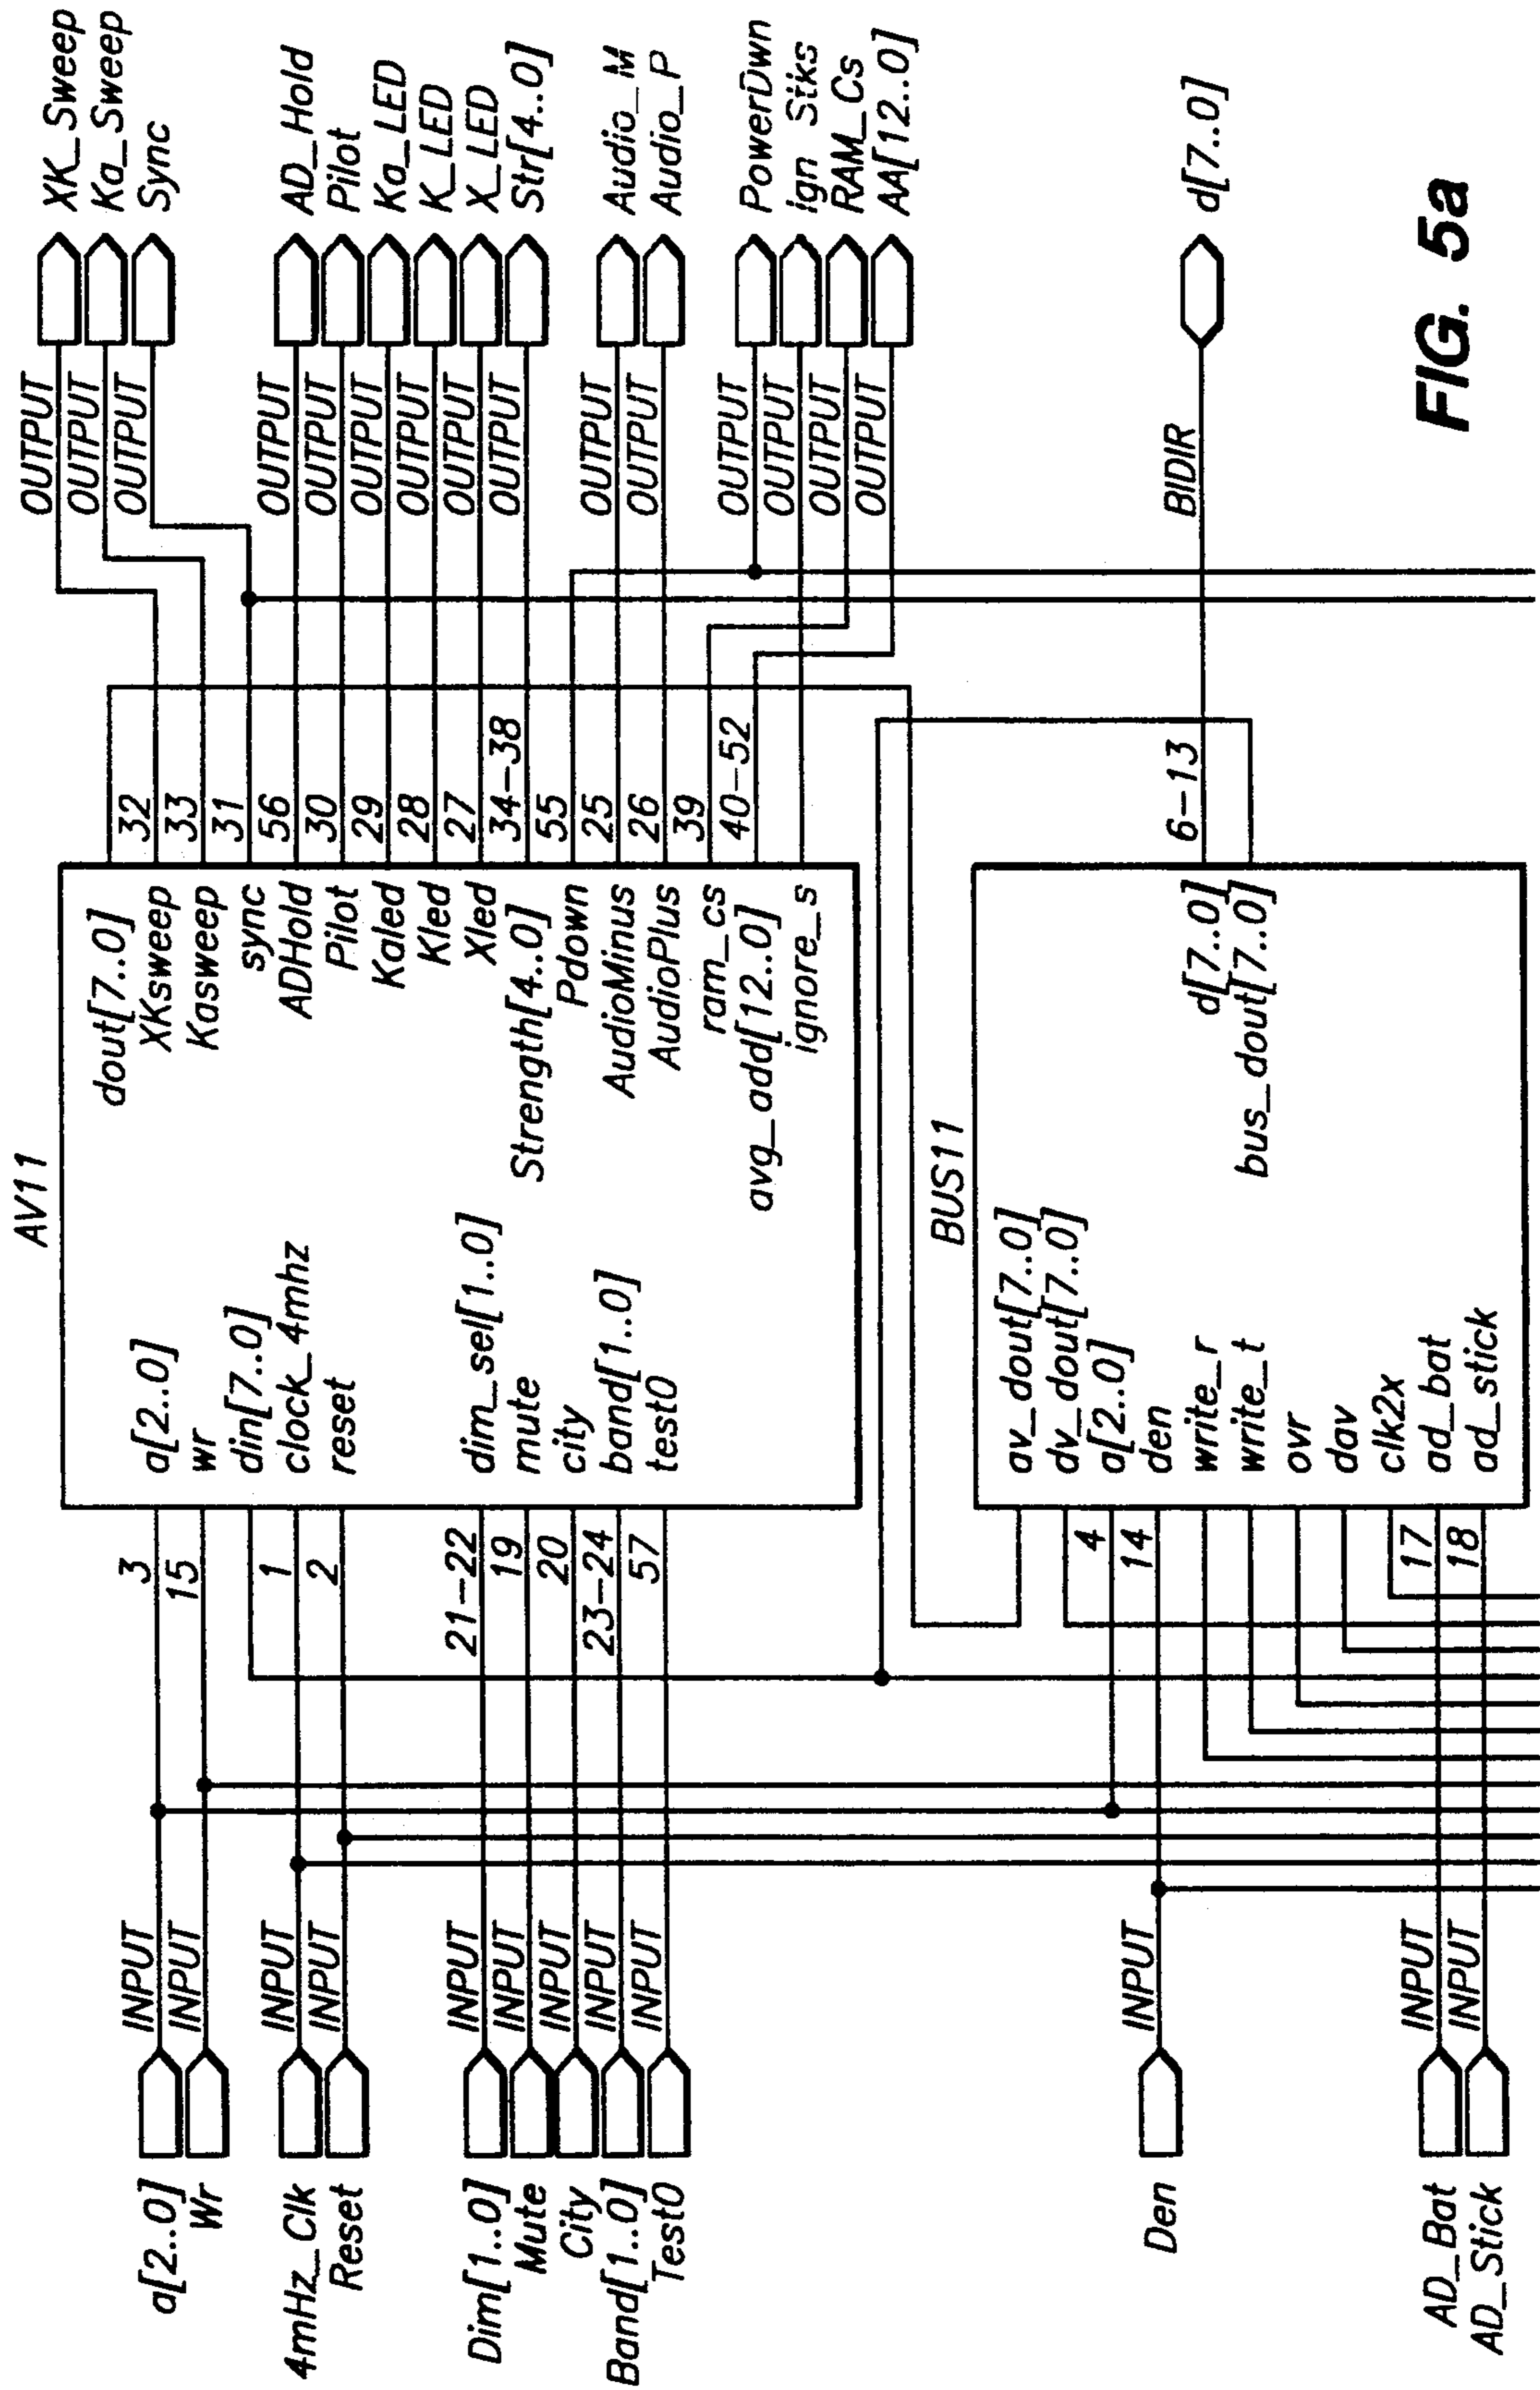 AV11
a[2..0] INPUT 3 a[2..0]
Wr INPUT 15 wr
din[7..0]
4mHz_Clk INPUT 1 clock_4mhz
Reset INPUT 2 reset
Dim[1..0] INPUT 21-22 dim_sel[1..0]
Mute INPUT 19 mute
City INPUT 20 city
Band[1..0] INPUT 23-24 band[1..0]
Test0 INPUT 57 test0
dout[7..0]
XKsweep 32 OUTPUT XK_Sweep
Kasweep 33 OUTPUT Ka_Sweep
sync 31 OUTPUT Sync
ADHold 56 OUTPUT AD_Hold
Pilot 30 OUTPUT Pilot
Kaled 29 OUTPUT Ka_LED
Kled 28 OUTPUT K_LED
Xled 27 OUTPUT X_LED
Strength[4..0] 34-38 OUTPUT Str[4..0]
Pdown 55 OUTPUT PowerDwn
AudioMinus 25 OUTPUT Audio_M
AudioPlus 26 OUTPUT Audio_P
ram_cs 39 OUTPUT RAM_Cs
avg_add[12..0] 40-52 OUTPUT AA[12..0]
ignore_s OUTPUT Ign Stks
BUS11
av_dout[7..0]
dv_dout[7..0]
4 a[2..0]
Den INPUT 14 den
write_r
write_t
ovr
dav
clk2x
AD_Bat INPUT 17 ad_bat
AD_Stick INPUT 18 ad_stick
d[7..0] 6-13 BIDIR d[7..0]
bus_dout[7..0]
FIG. 5a